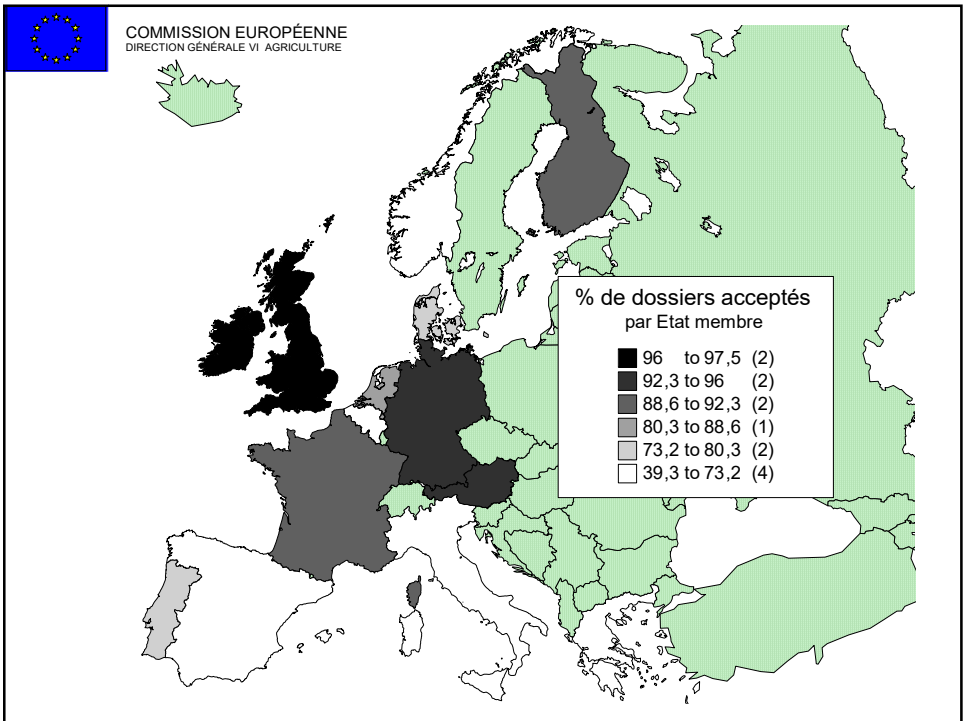 COMMISSION EUROPÉENNE
DIRECTION GÉNÉRALE VI AGRICULTURE
% de dossiers acceptés
par Etat membre
96 to 97,5 (2)
92,3 to 96 (2)
88,6 to 92,3 (2)
80,3 to 88,6 (1)
73,2 to 80,3 (2)
39,3 to 73,2 (4)